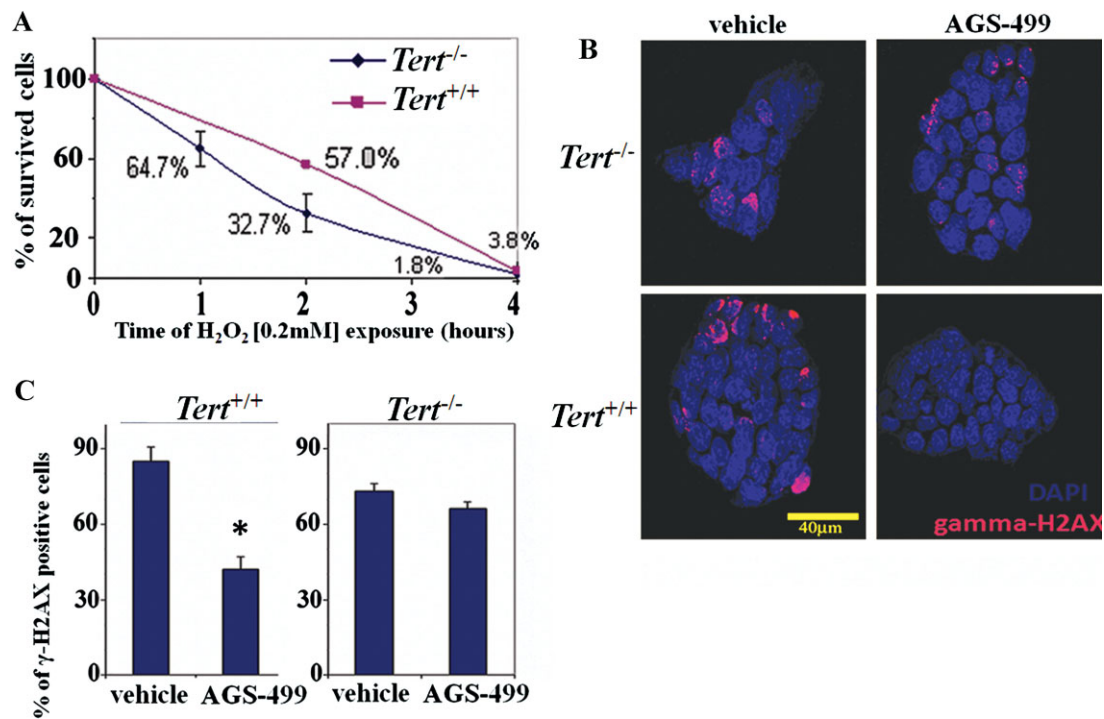 A
% of survived cells
100
60
20
0
Tert-/-
Tert+/+
64.7%
57.0%
32.7%
1.8%
3.8%
0 1 2 3 4
Time of H2O2 [0.2mM] exposure (hours)
B
vehicle AGS-499
Tert-/-
Tert+/+
40µm
DAPI
gamma-H2AX
C
% of γ-H2AX positive cells
Tert+/+ Tert-/-
90 90
60 60
30 30
0 0
*
vehicle AGS-499 vehicle AGS-499